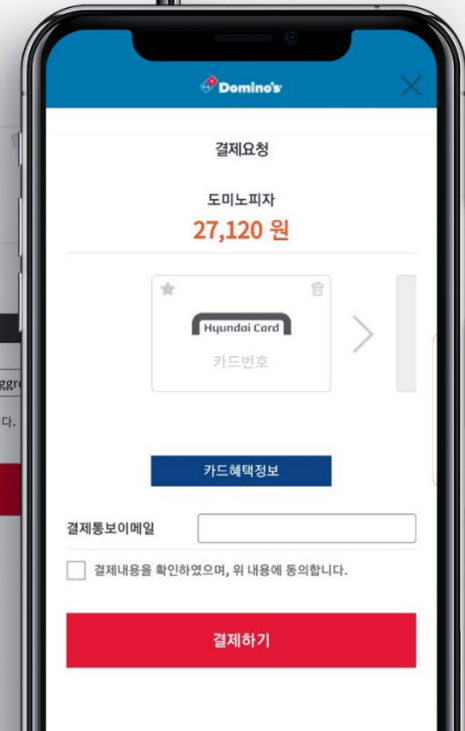 Domino's
결제요청
도미노피자
27,120 원
Hyundai Card
카드번호
카드혜택정보
결제통보이메일
결제내용을 확인하였으며, 위 내용에 동의합니다.
결제하기
ggr
다.